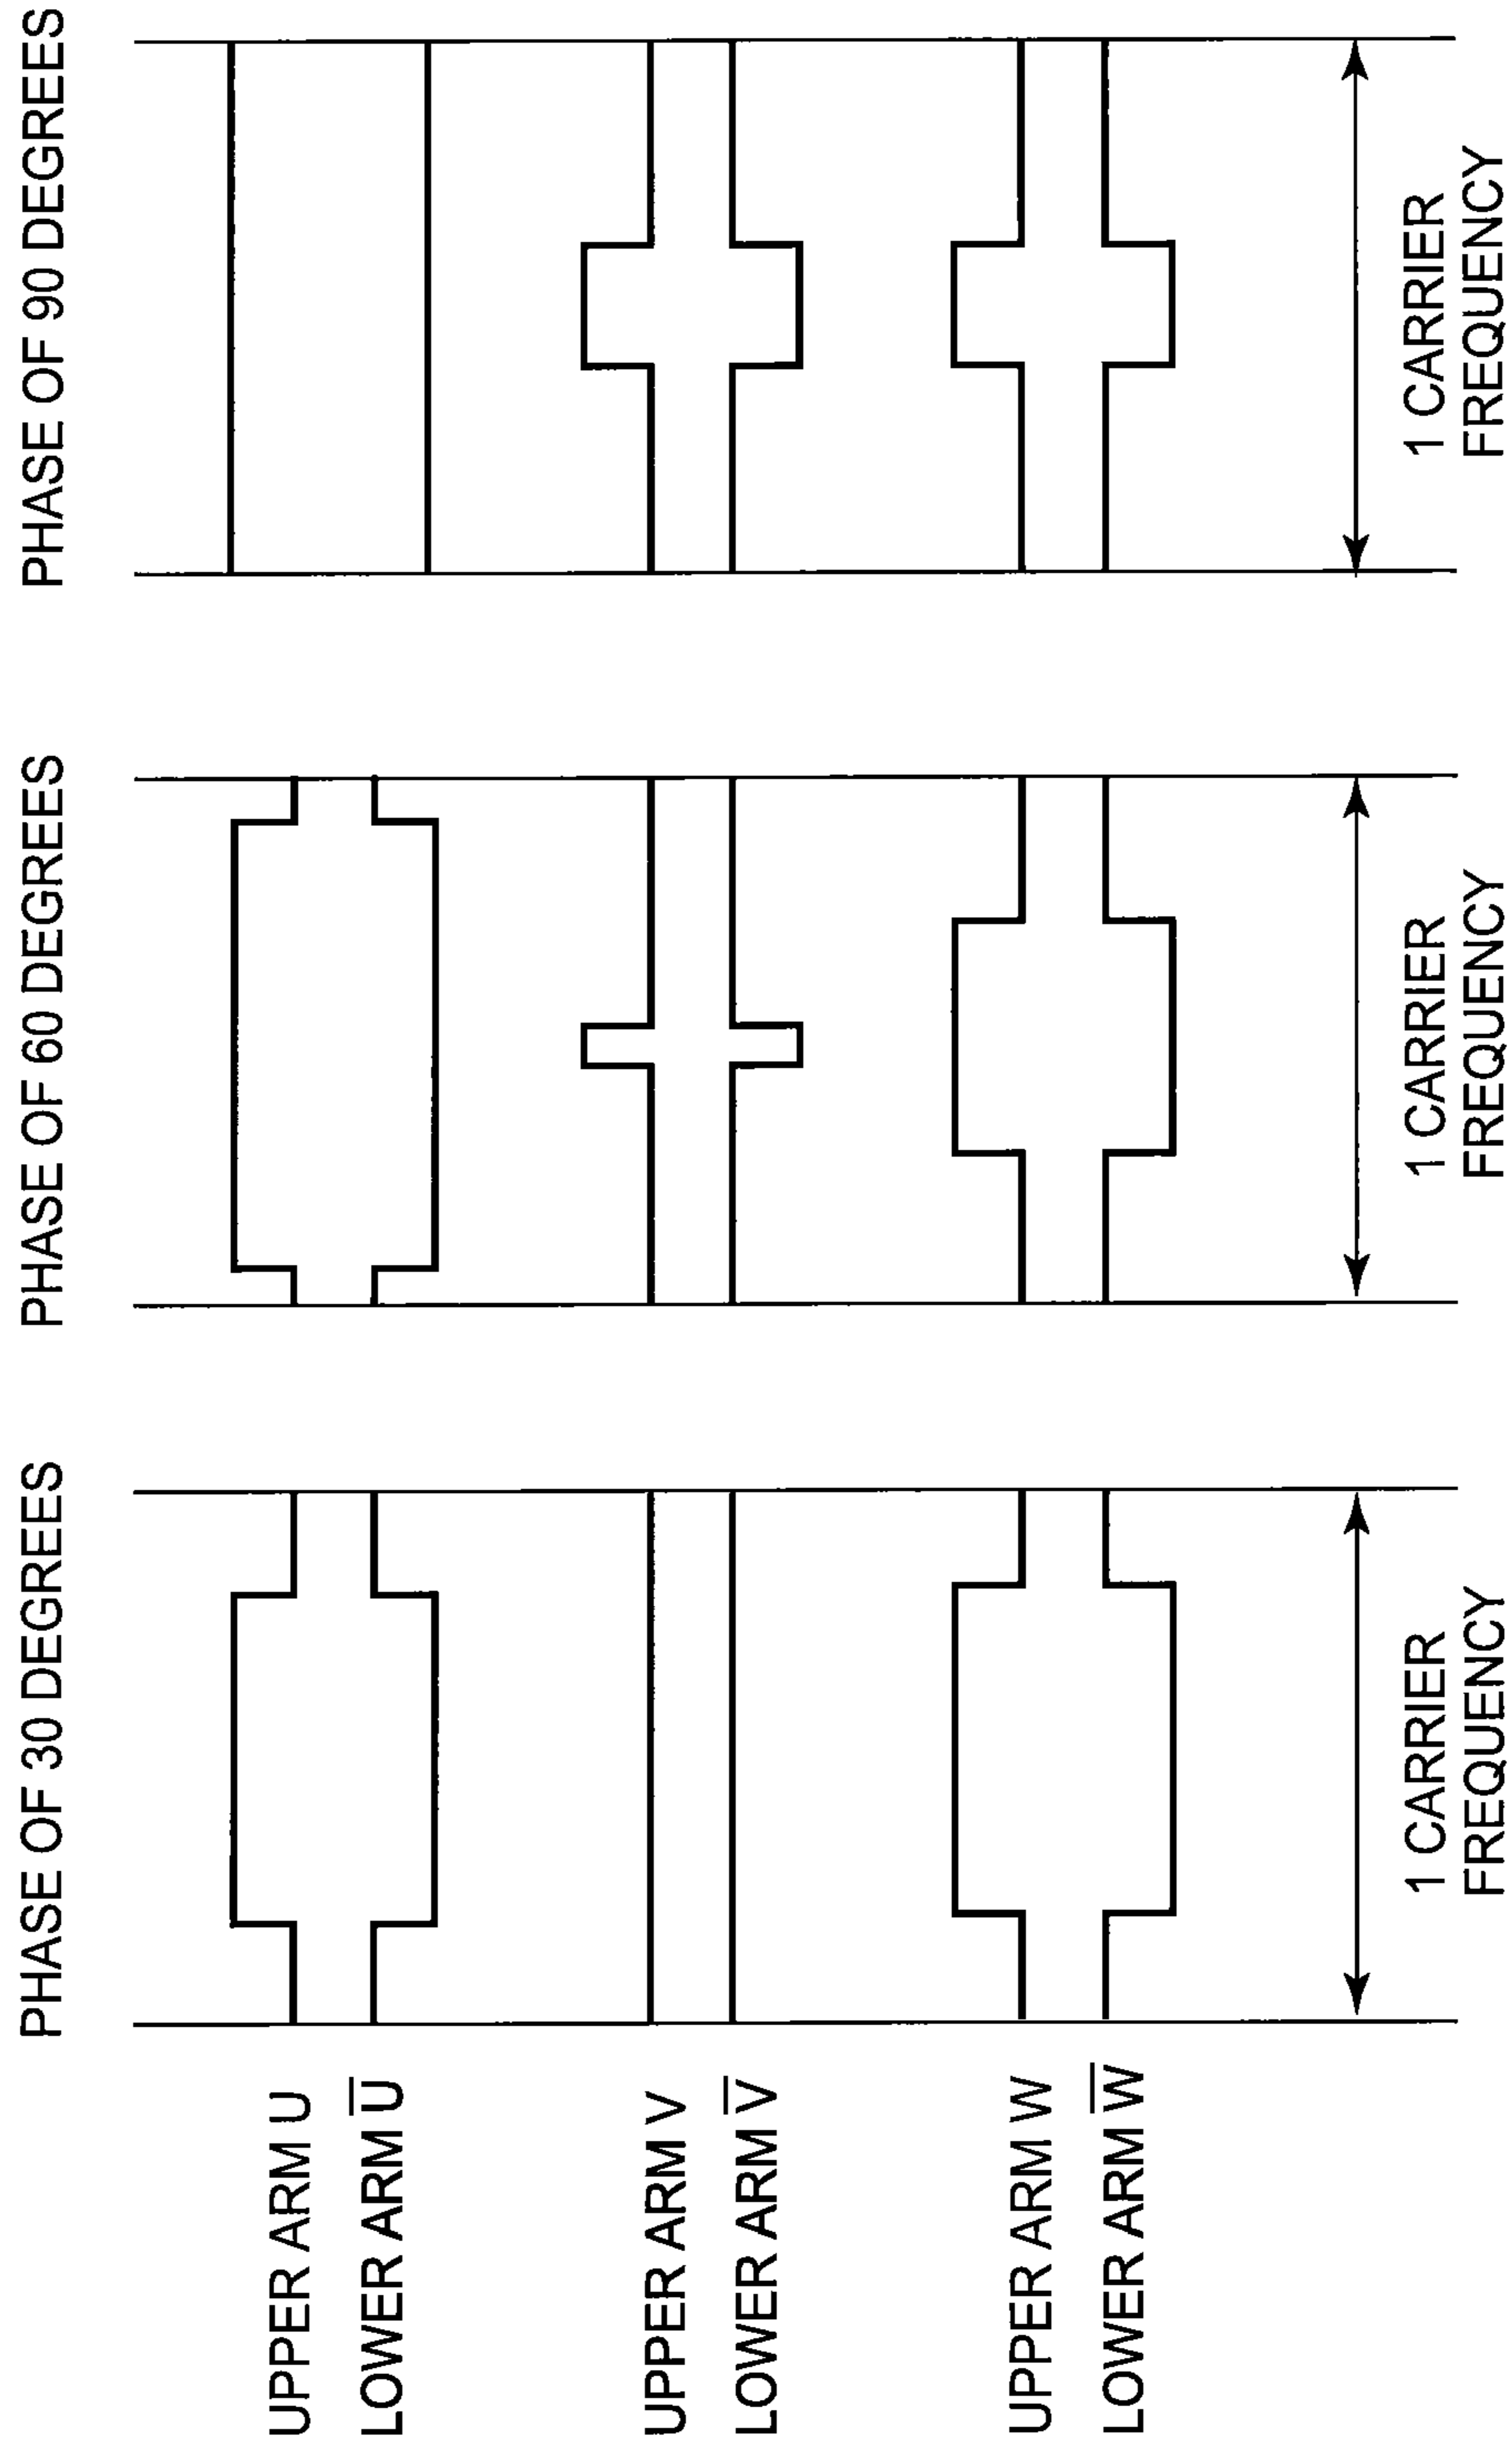 PHASE OF 30 DEGREES
PHASE OF 60 DEGREES
PHASE OF 90 DEGREES
UPPER ARM U
LOWER ARM U̅
UPPER ARM V
LOWER ARM V̅
UPPER ARM W
LOWER ARM W̅
1 CARRIER
FREQUENCY
1 CARRIER
FREQUENCY
1 CARRIER
FREQUENCY